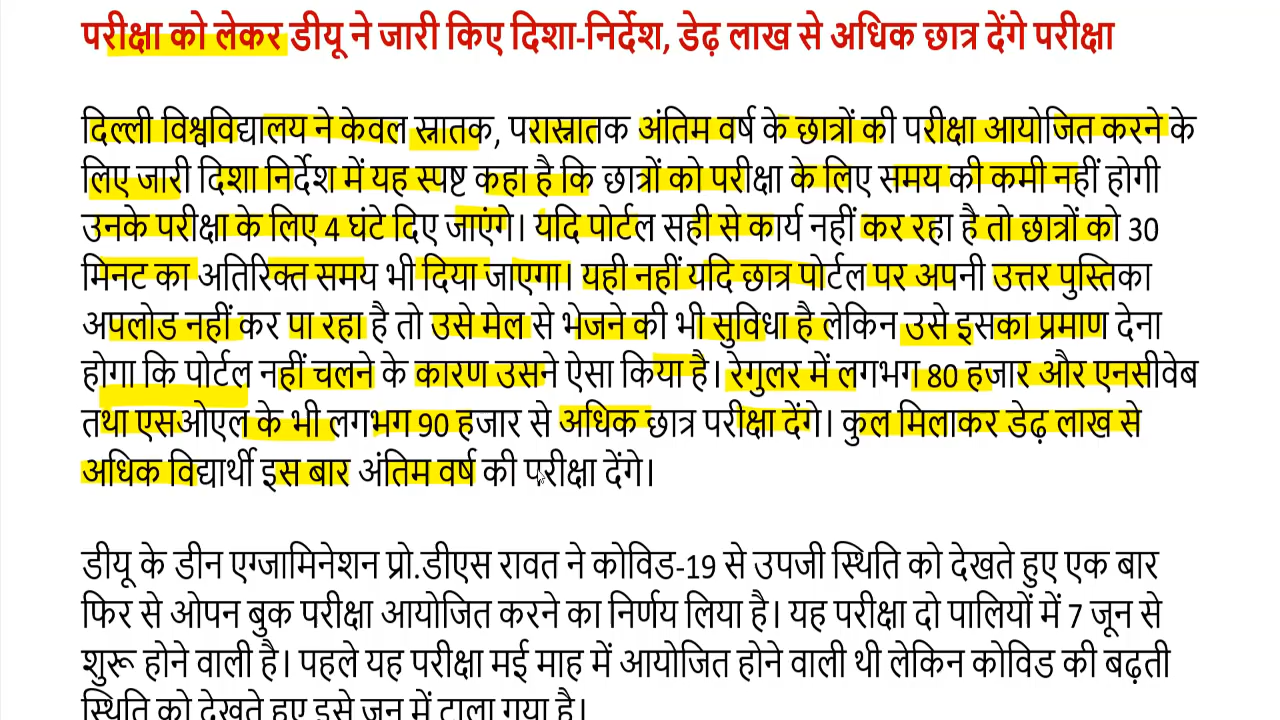 परीक्षा को लेकर डीयू ने जारी किए दिशा-निर्देश, डेढ़ लाख से अधिक छात्र देंगे परीक्षा
दिल्ली विश्वविद्यालय ने केवल स्नातक, परास्नातक अंतिम वर्ष के छात्रों की परीक्षा आयोजित करने के
लिए जारी दिशा निर्देश में यह स्पष्ट कहा है कि छात्रों को परीक्षा के लिए समय की कमी नहीं होगी
उनके परीक्षा के लिए 4 घंटे दिए जाएंगे। यदि पोर्टल सही से कार्य नहीं कर रहा है तो छात्रों को 30
मिनट का अतिरिक्त समय भी दिया जाएगा। यही नहीं यदि छात्र पोर्टल पर अपनी उत्तर पुस्तिका
अपलोड नहीं कर पा रहा है तो उसे मेल से भेजने की भी सुविधा है लेकिन उसे इसका प्रमाण देना
होगा कि पोर्टल नहीं चलने के कारण उसने ऐसा किया है। रेगुलर में लगभग 80 हजार और एनसीवेब
तथा एसओएल के भी लगभग 90 हजार से अधिक छात्र परीक्षा देंगे। कुल मिलाकर डेढ़ लाख से
अधिक विद्यार्थी इस बार अंतिम वर्ष की परीक्षा देंगे।
डीयू के डीन एग्जामिनेशन प्रो.डीएस रावत ने कोविड-19 से उपजी स्थिति को देखते हुए एक बार
फिर से ओपन बुक परीक्षा आयोजित करने का निर्णय लिया है। यह परीक्षा दो पालियों में 7 जून से
शुरू होने वाली है। पहले यह परीक्षा मई माह में आयोजित होने वाली थी लेकिन कोविड की बढ़ती
स्थिति को देखते हुए इसे जून में टाला गया है।